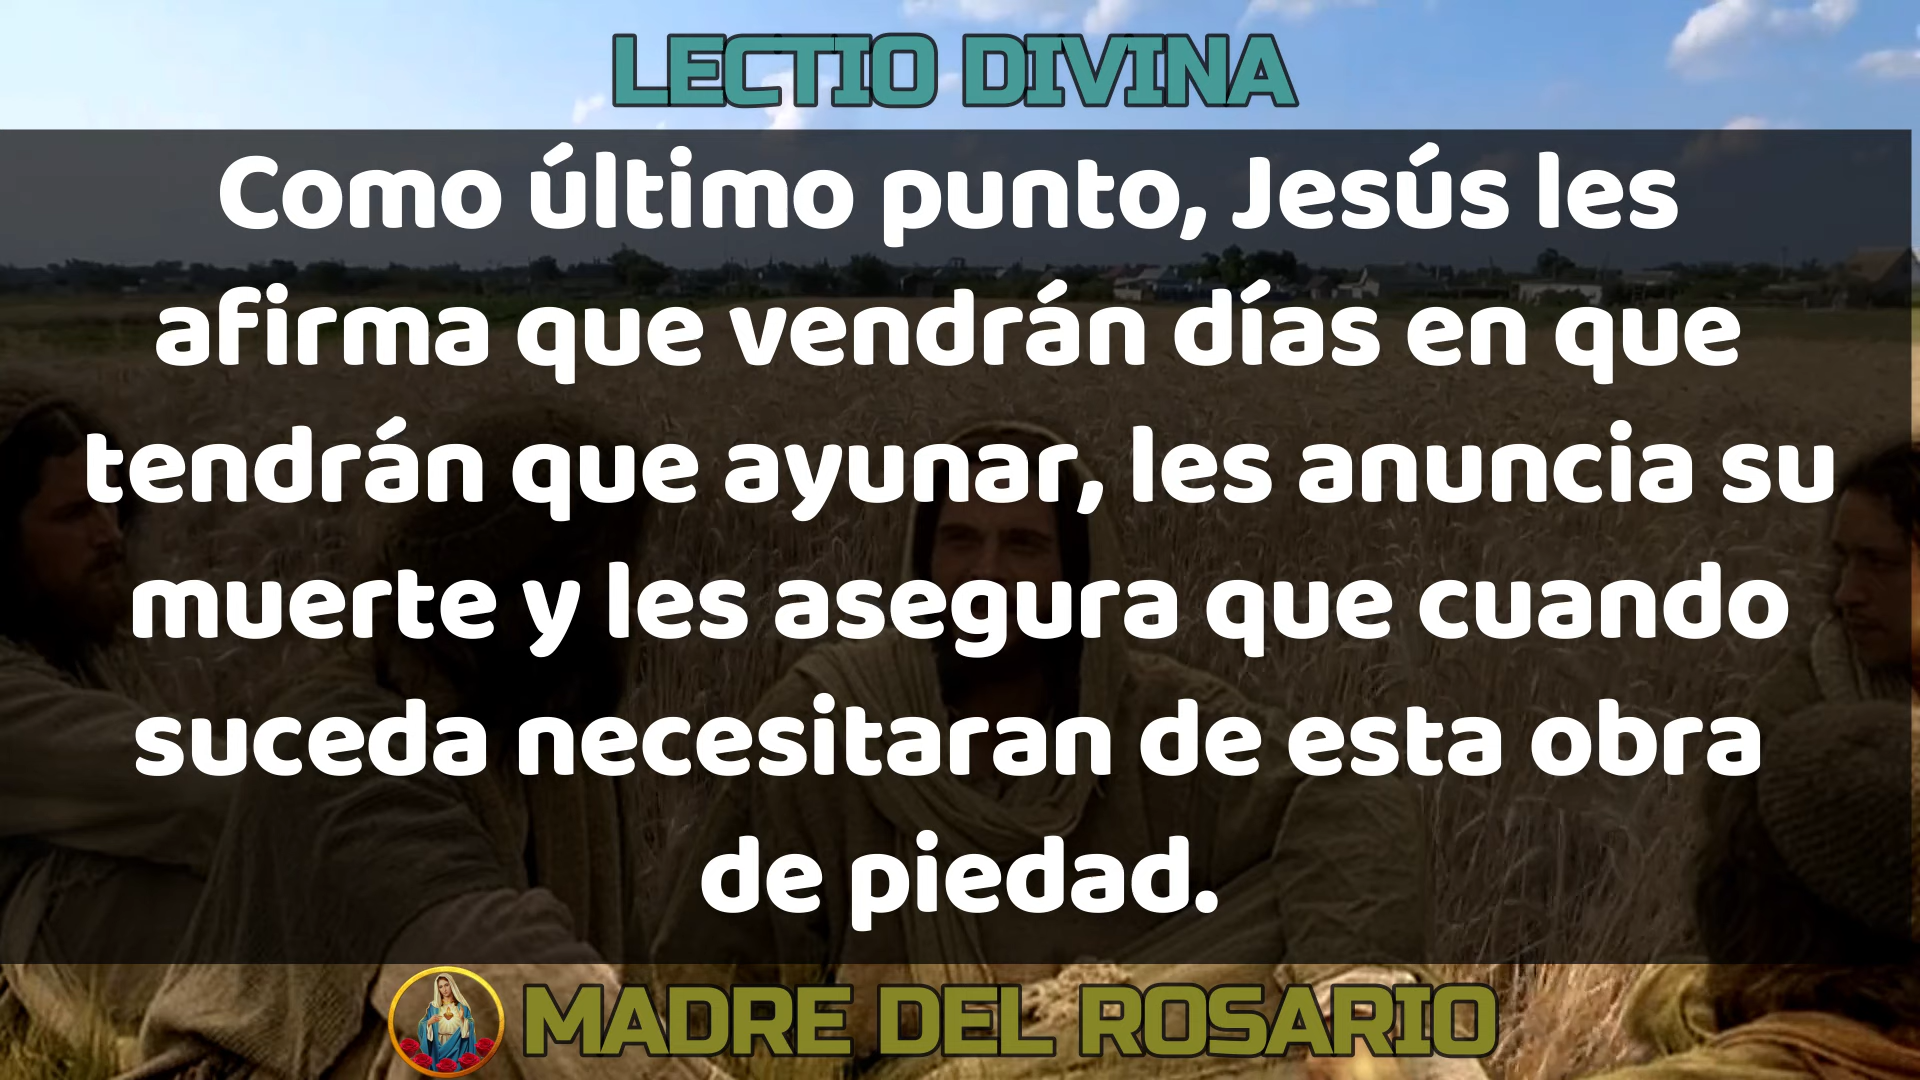 LECTIO DIVINA
Como último punto, Jesús les
afirma que vendrán días en que
tendrán que ayunar, les anuncia su
muerte y les asegura que cuando
suceda necesitaran de esta obra
de piedad.
MADRE DEL ROSARIO